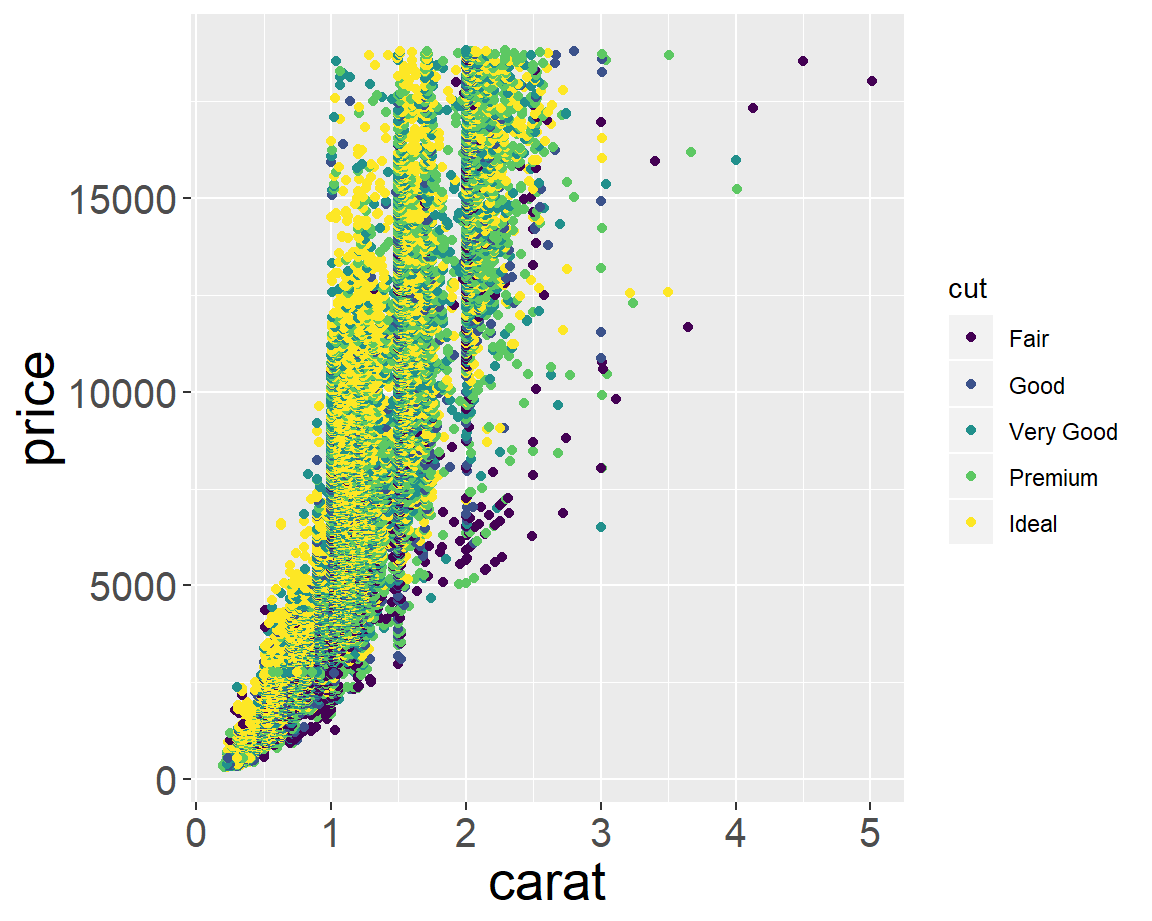 price
15000
10000
5000
0
0 1 2 3 4 5
carat
cut
Fair
Good
Very Good
Premium
Ideal